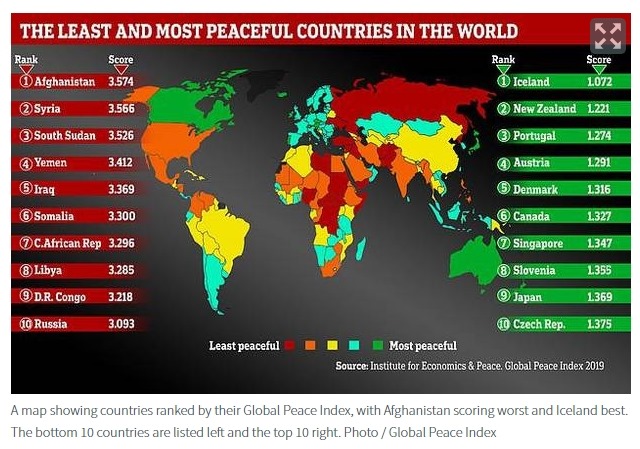 THE LEAST AND MOST PEACEFUL COUNTRIES IN THE WORLD
Rank Score
1 Afghanistan 3.574
2 Syria 3.566
3 South Sudan 3.526
4 Yemen 3.412
5 Iraq 3.369
6 Somalia 3.300
7 C.African Rep 3.296
8 Libya 3.285
9 D.R. Congo 3.218
10 Russia 3.093
Rank Score
1 Iceland 1.072
2 New Zealand 1.221
3 Portugal 1.274
4 Austria 1.291
5 Denmark 1.316
6 Canada 1.327
7 Singapore 1.347
8 Slovenia 1.355
9 Japan 1.369
10 Czech Rep. 1.375
Least peaceful Most peaceful
Source: Institute for Economics & Peace. Global Peace Index 2019
A map showing countries ranked by their Global Peace Index, with Afghanistan scoring worst and Iceland best.
The bottom 10 countries are listed left and the top 10 right. Photo / Global Peace Index